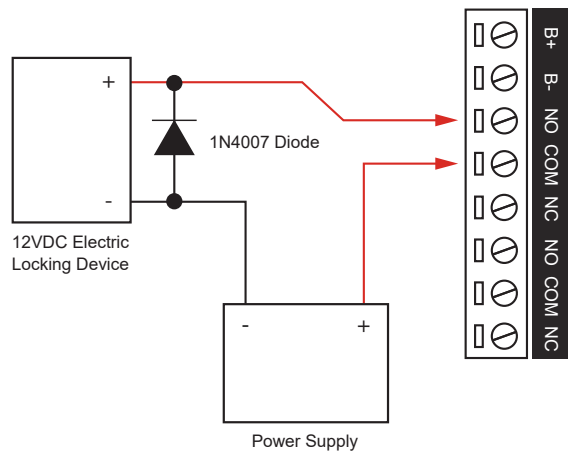 +
1N4007 Diode
-
12VDC Electric
Locking Device
-
+
Power Supply
B+
B-
NO
COM
NC
NO
COM
NC